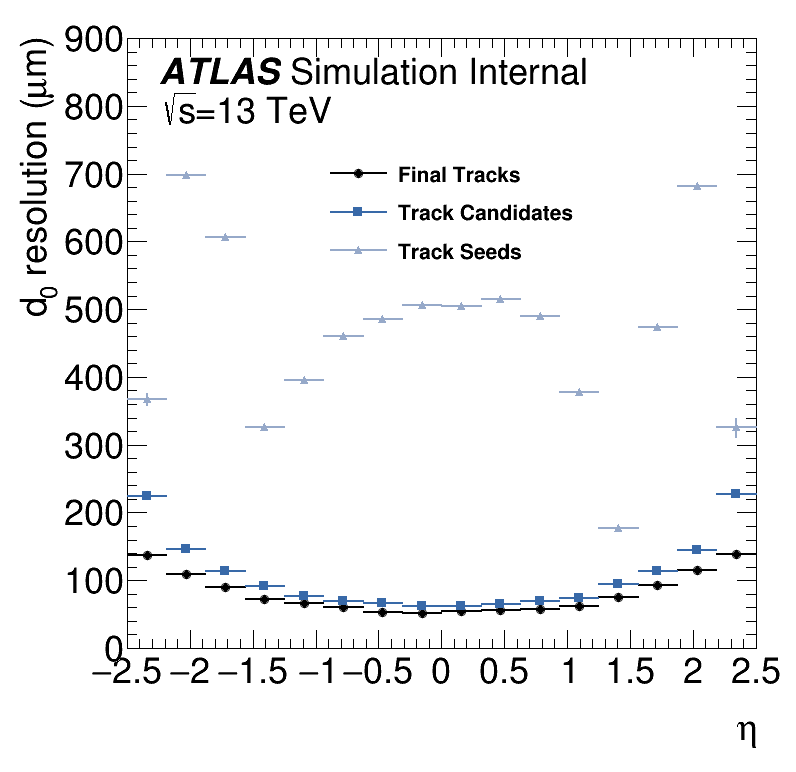 ATLAS Simulation Internal
√s=13 TeV
Final Tracks
Track Candidates
Track Seeds
d0 resolution (μm)
900
800
700
600
500
400
300
200
100
0
−2.5 −2 −1.5 −1 −0.5 0 0.5 1 1.5 2 2.5
η